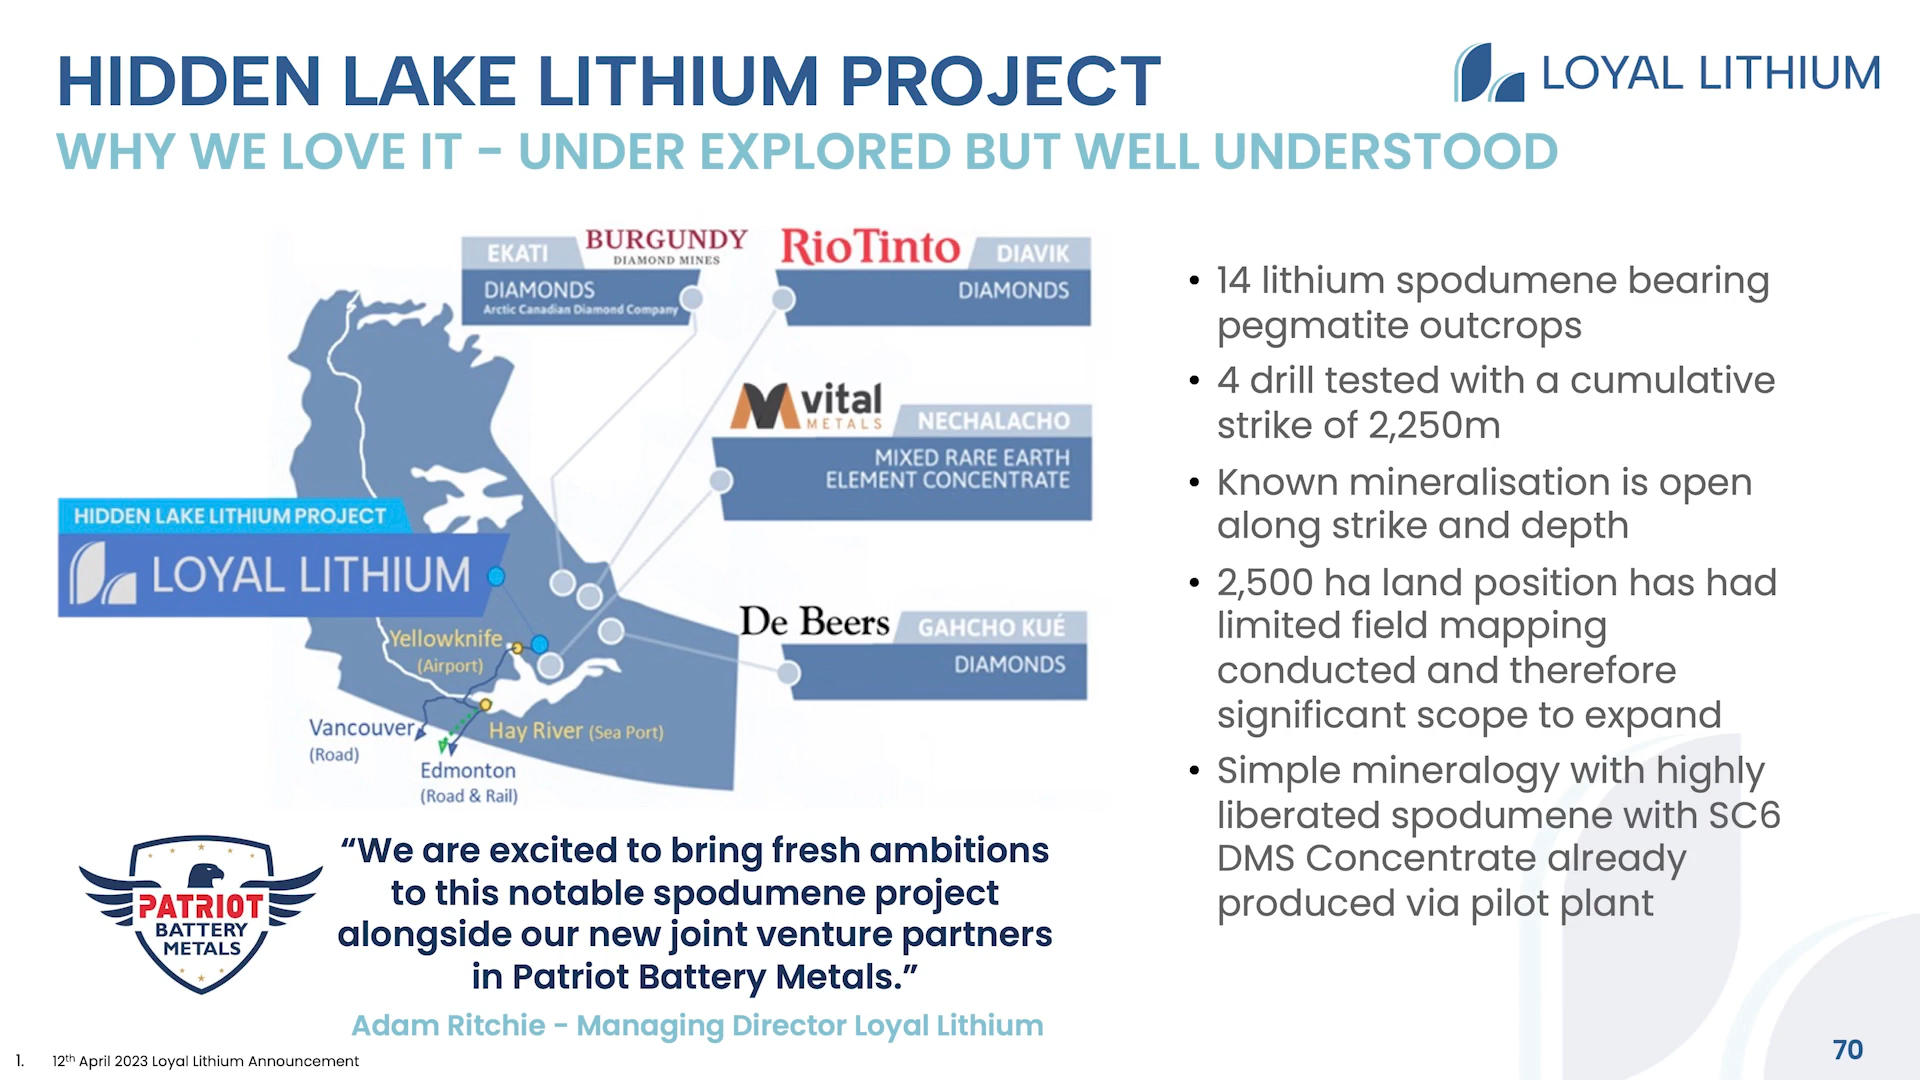 HIDDEN LAKE LITHIUM PROJECT
LOYAL LITHIUM
WHY WE LOVE IT - UNDER EXPLORED BUT WELL UNDERSTOOD
EKATI
BURGUNDY
DIAMOND MINES
DIAMONDS
Arctic Canadian Diamond Company
RioTinto
DIAVIK
DIAMONDS
vital
METALS
NECHALACHO
MIXED RARE EARTH
ELEMENT CONCENTRATE
HIDDEN LAKE LITHIUM PROJECT
LOYAL LITHIUM
De Beers
GAHCHO KUÉ
DIAMONDS
Yellowknife
(Airport)
Vancouver
(Road)
Hay River (Sea Port)
Edmonton
(Road & Rail)
• 14 lithium spodumene bearing
pegmatite outcrops
• 4 drill tested with a cumulative
strike of 2,250m
• Known mineralisation is open
along strike and depth
• 2,500 ha land position has had
limited field mapping
conducted and therefore
significant scope to expand
• Simple mineralogy with highly
liberated spodumene with SC6
DMS Concentrate already
produced via pilot plant
PATRIOT
BATTERY
METALS
“We are excited to bring fresh ambitions
to this notable spodumene project
alongside our new joint venture partners
in Patriot Battery Metals.”
Adam Ritchie - Managing Director Loyal Lithium
1. 12th April 2023 Loyal Lithium Announcement
70